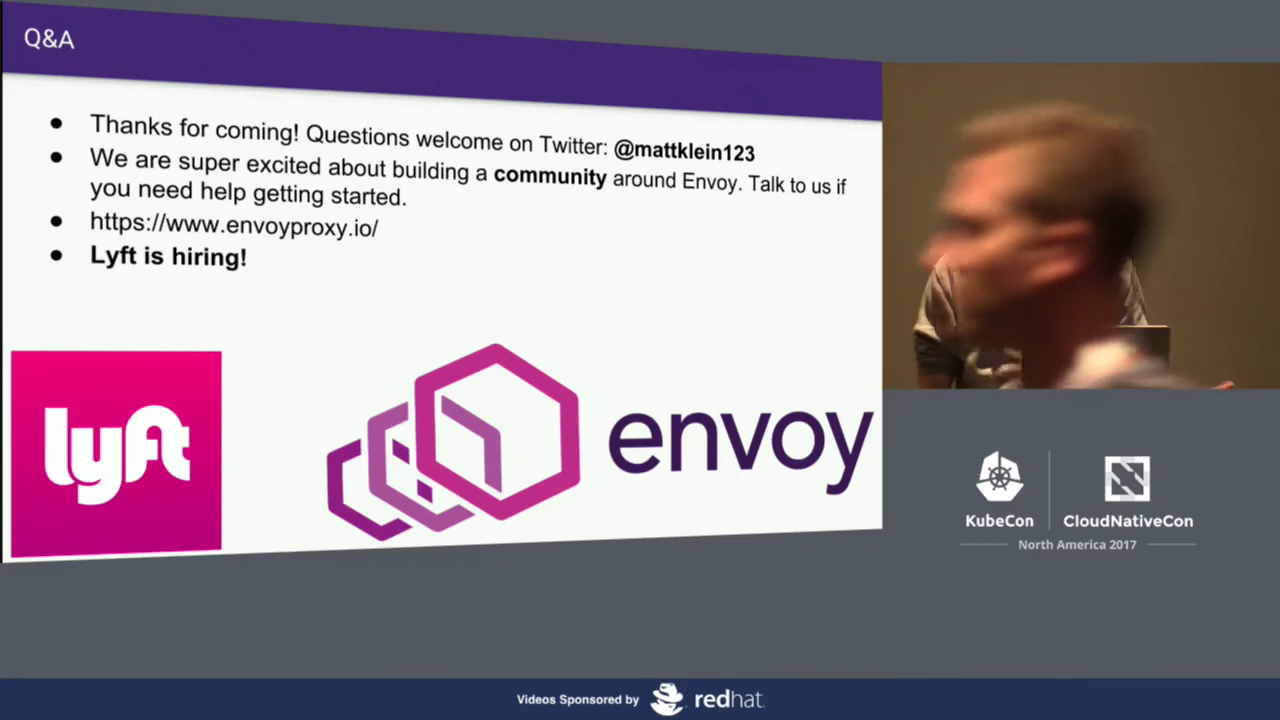 Q&A
Thanks for coming! Questions welcome on Twitter: @mattklein123
We are super excited about building a community around Envoy. Talk to us if
you need help getting started.
https://www.envoyproxy.io/
Lyft is hiring!
lyft
envoy
KubeCon
CloudNativeCon
North America 2017
Videos Sponsored by
redhat.